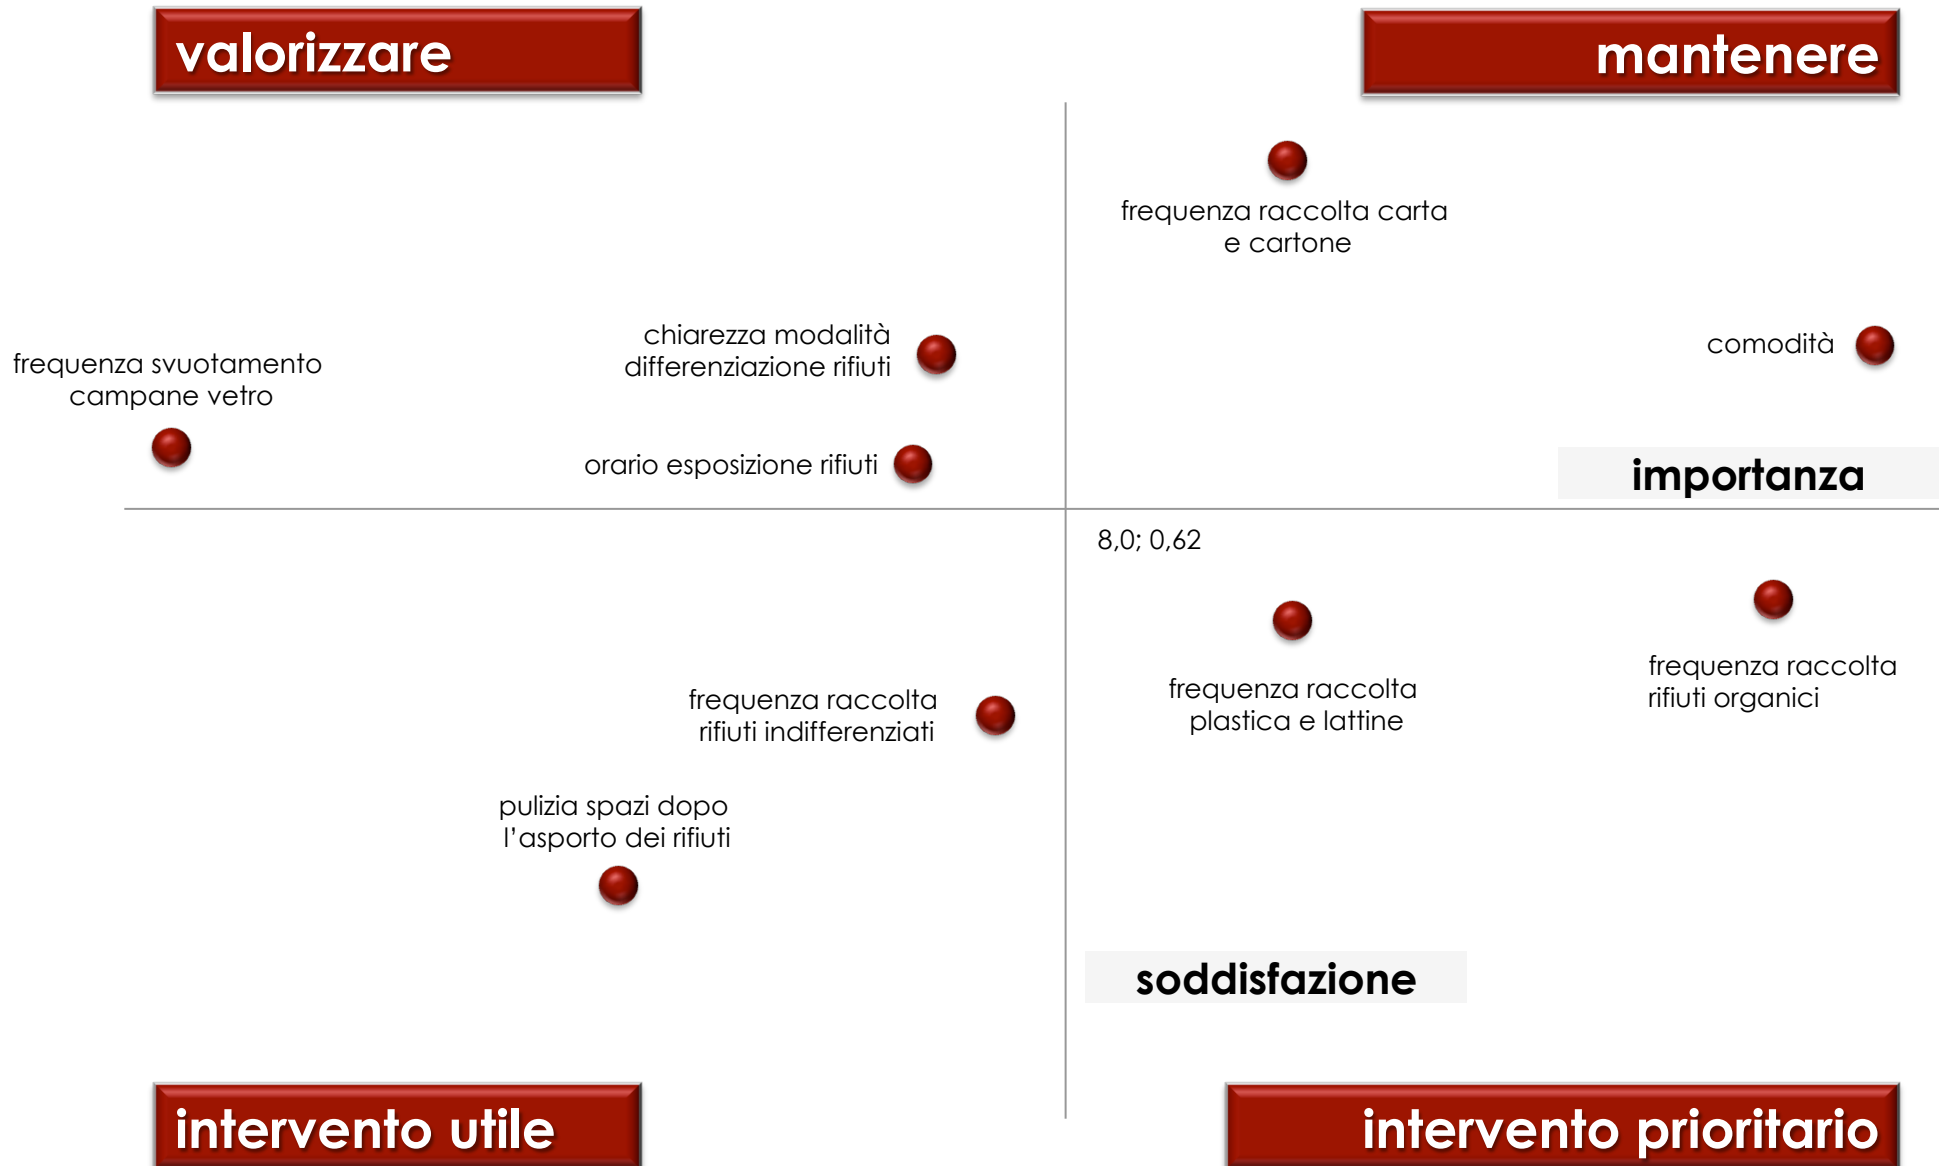 valorizzare
mantenere
frequenza raccolta carta
e cartone
chiarezza modalità
differenziazione rifiuti
comodità
frequenza svuotamento
campane vetro
orario esposizione rifiuti
importanza
8,0; 0,62
frequenza raccolta
rifiuti organici
frequenza raccolta
plastica e lattine
frequenza raccolta
rifiuti indifferenziati
pulizia spazi dopo
l’asporto dei rifiuti
soddisfazione
intervento utile
intervento prioritario